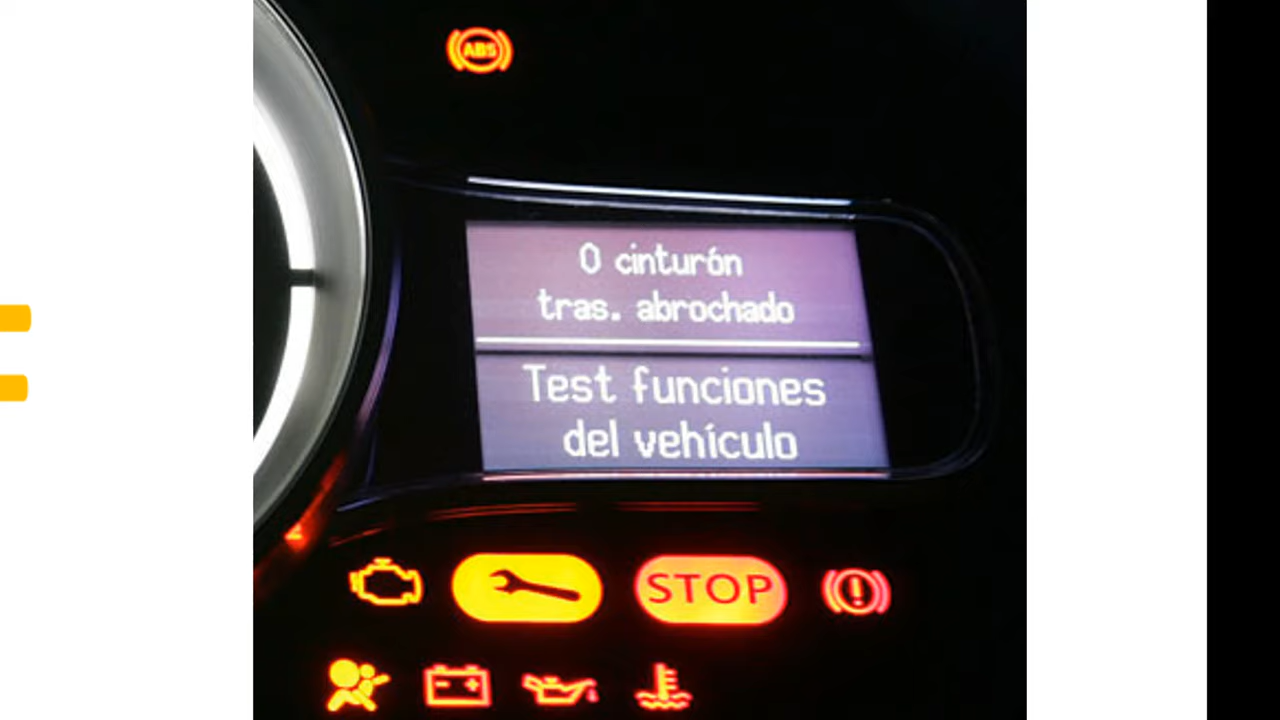 ABS
0 cinturón
tras. abrochado
Test funciones
del vehículo
STOP